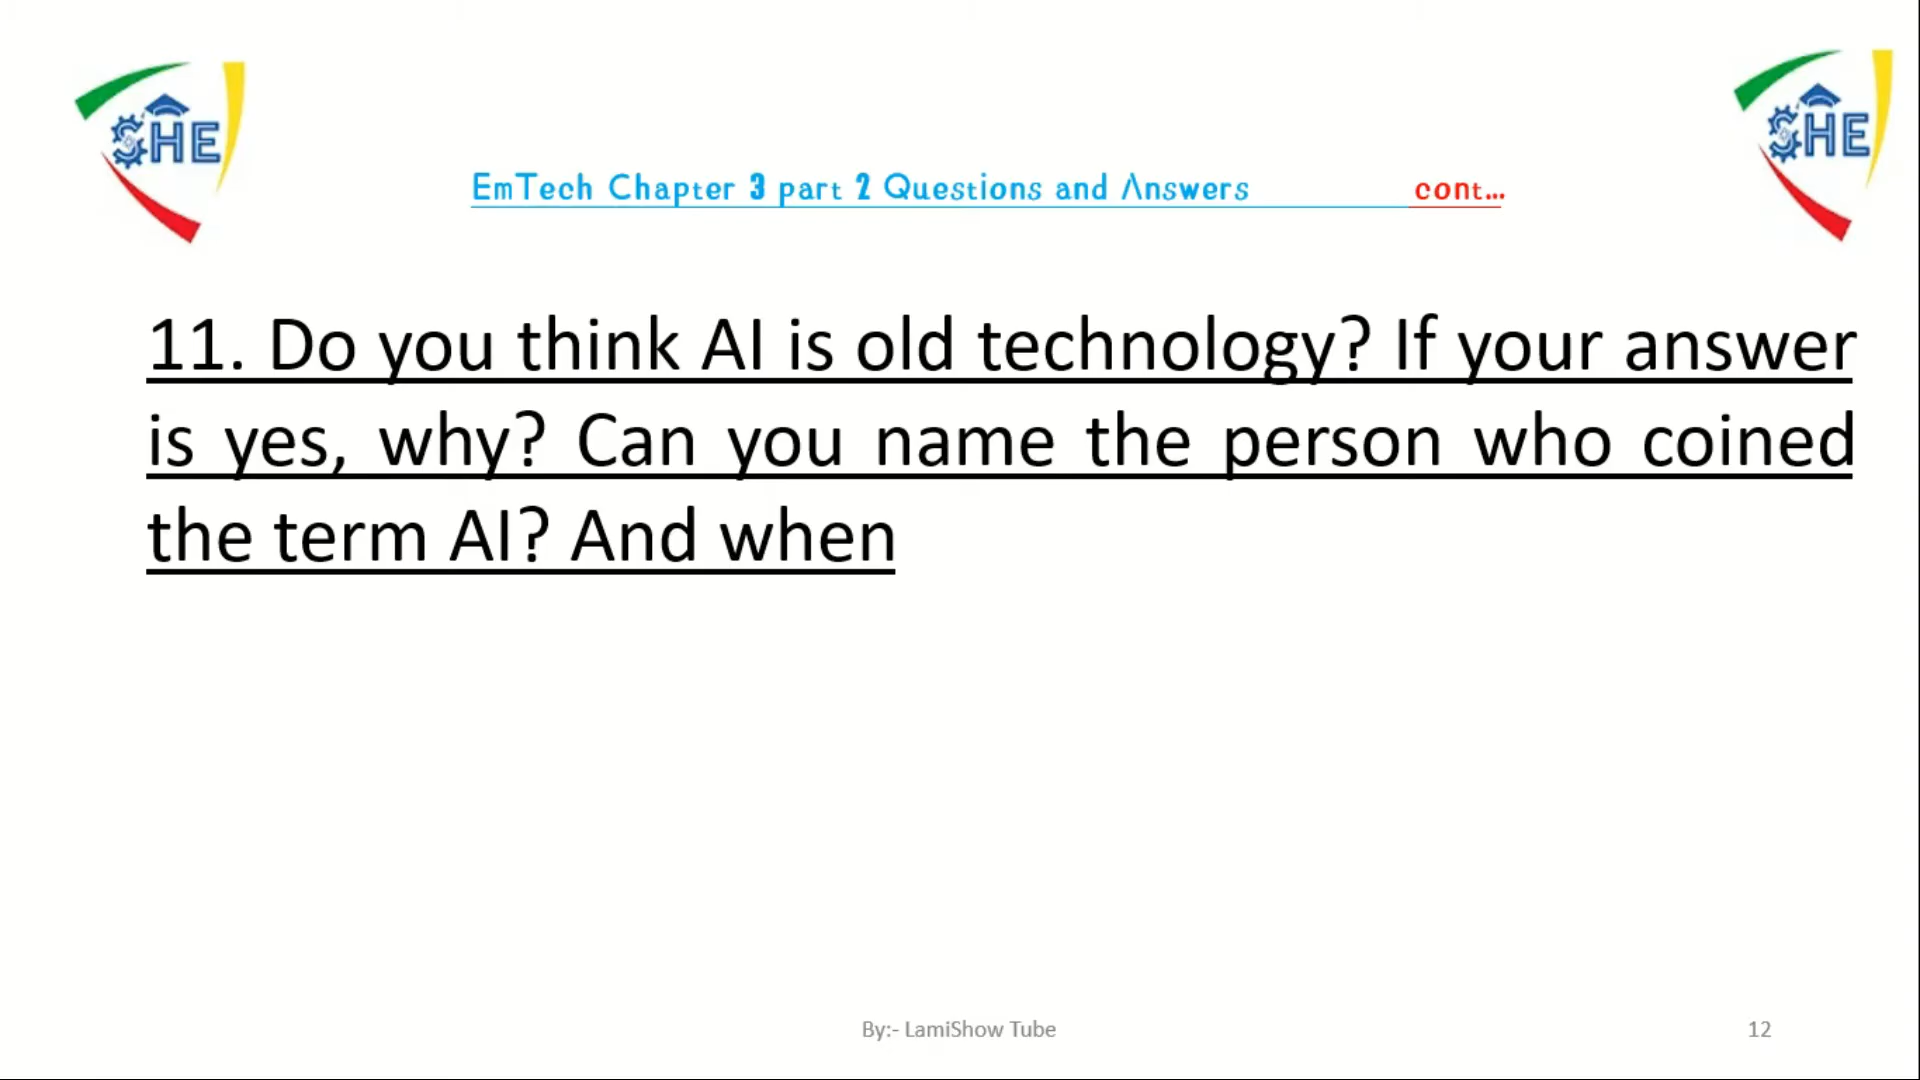 SHE
SHE
EmTech Chapter 3 part 2 Questions and Answers cont...
11. Do you think AI is old technology? If your answer
is yes, why? Can you name the person who coined
the term AI? And when
By:- LamiShow Tube
12